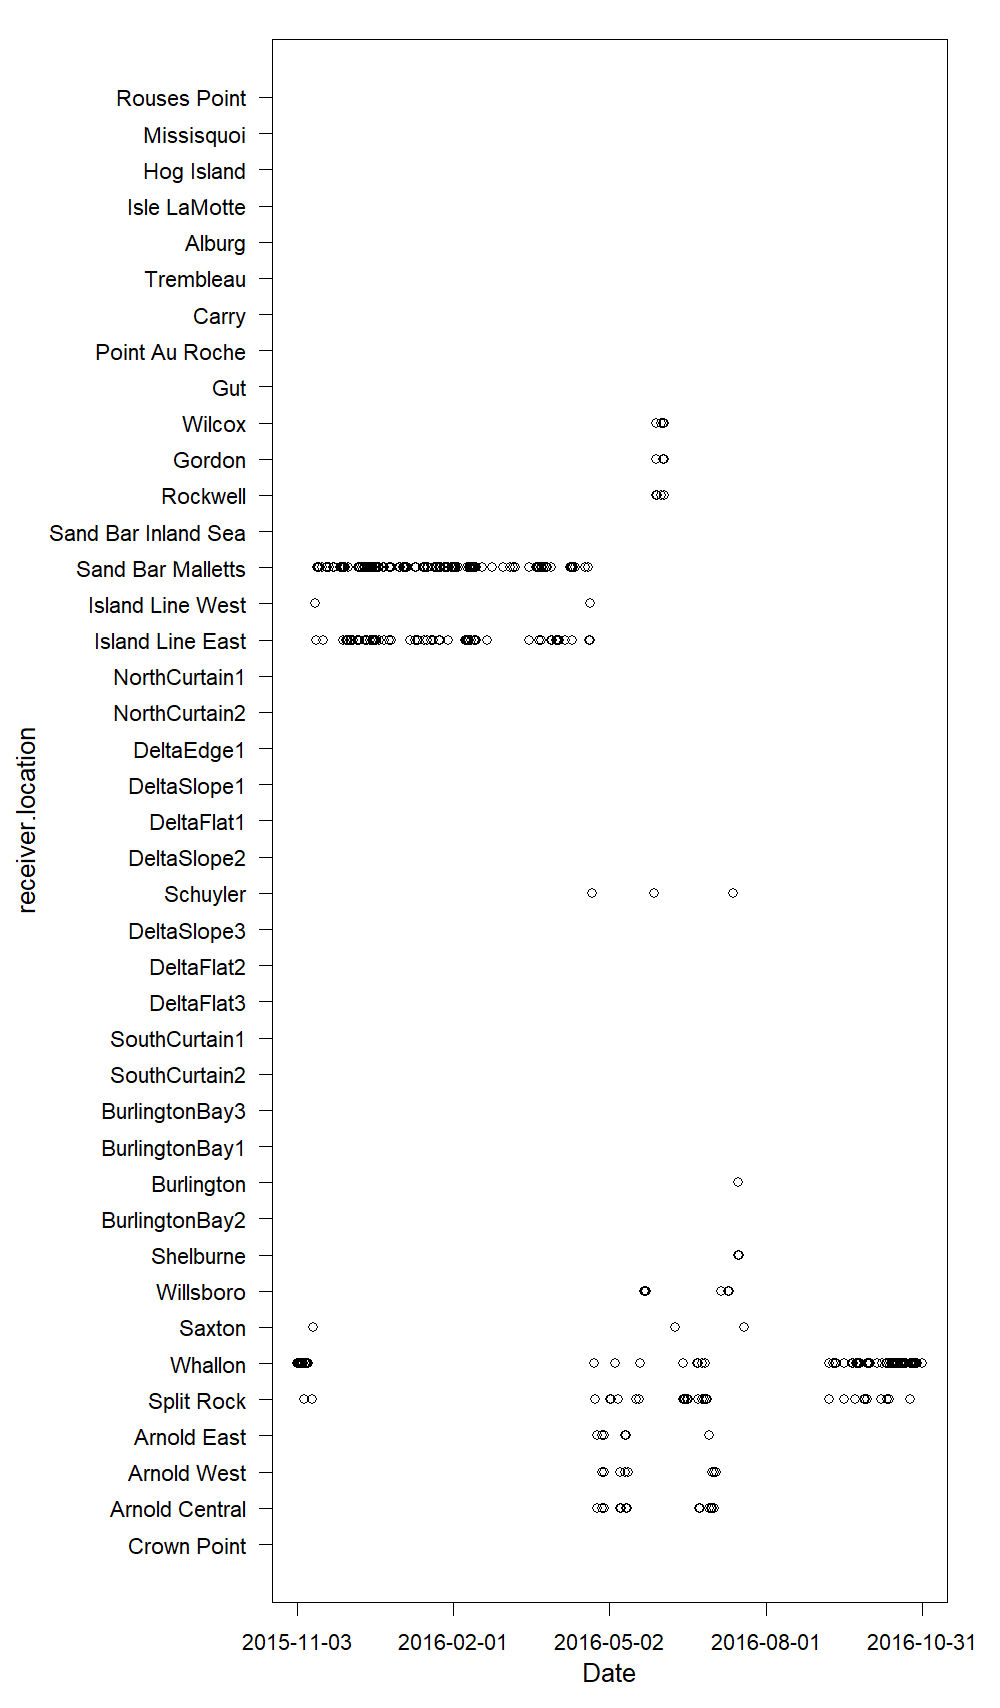 Rouses Point
Missisquoi
Hog Island
Isle LaMotte
Alburg
Trembleau
Carry
Point Au Roche
Gut
Wilcox
Gordon
Rockwell
Sand Bar Inland Sea
Sand Bar Malletts
Island Line West
Island Line East
NorthCurtain1
NorthCurtain2
DeltaEdge1
DeltaSlope1
DeltaFlat1
DeltaSlope2
Schuyler
DeltaSlope3
DeltaFlat2
DeltaFlat3
SouthCurtain1
SouthCurtain2
BurlingtonBay3
BurlingtonBay1
Burlington
BurlingtonBay2
Shelburne
Willsboro
Saxton
Whallon
Split Rock
Arnold East
Arnold West
Arnold Central
Crown Point
receiver.location
2015-11-03 2016-02-01 2016-05-02 2016-08-01 2016-10-31
Date